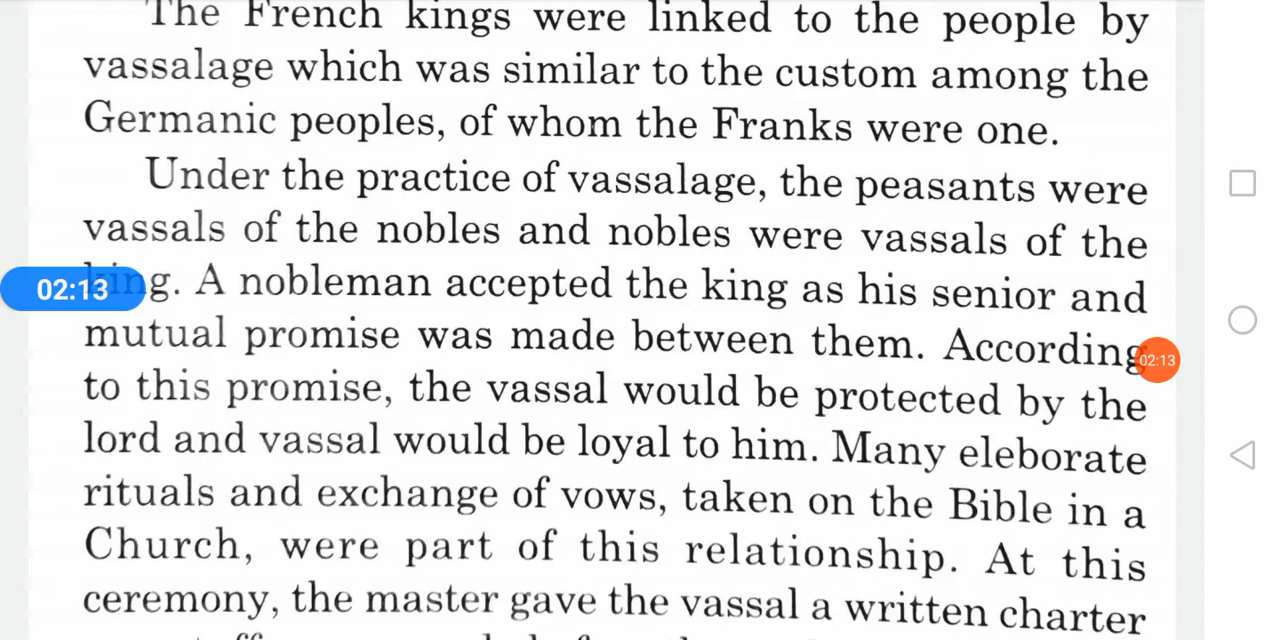 The French kings were linked to the people by
vassalage which was similar to the custom among the
Germanic peoples, of whom the Franks were one.
Under the practice of vassalage, the peasants were
vassals of the nobles and nobles were vassals of the
king. A nobleman accepted the king as his senior and
02:13
mutual promise was made between them. According
02:13
to this promise, the vassal would be protected by the
lord and vassal would be loyal to him. Many eleborate
rituals and exchange of vows, taken on the Bible in a
Church, were part of this relationship. At this
ceremony, the master gave the vassal a written charter